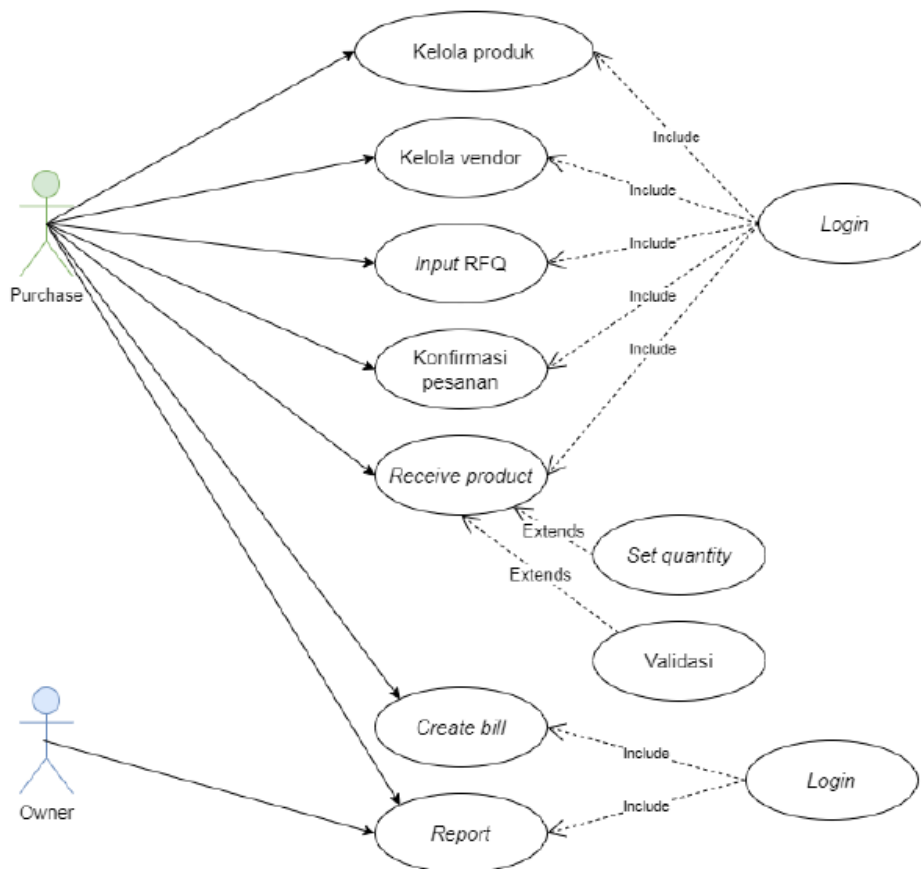 Kelola produk
Include
Kelola vendor
Include
Login
Input RFQ
Include
Purchase
Include
Konfirmasi
pesanan
Include
Receive product
Extends
Set quantity
Extends
Validasi
Create bill
Include
Login
Include
Owner
Report